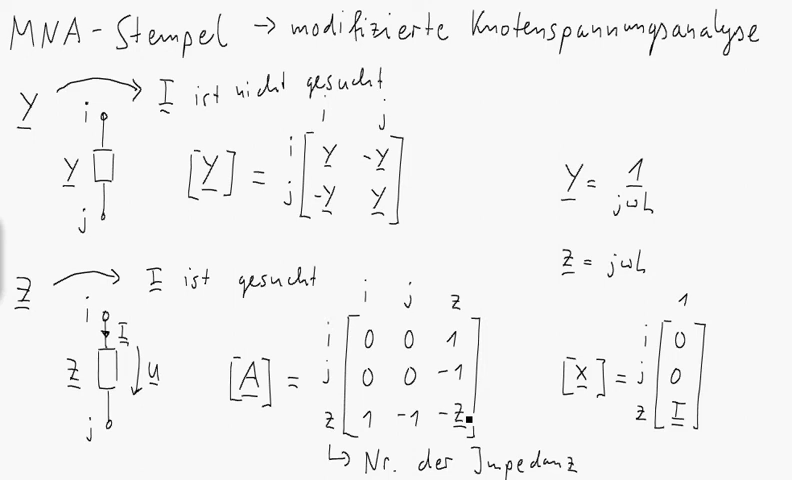 MNA-Stempel → modifizierte Knotenspannungsanalyse
Y → I ist nicht gesucht
i
Y
j
[Y] =
i j
i [ Y -Y ]
j [ -Y Y ]
Y = 1/jωL
Z = jωL
Z → I ist gesucht
i
I
Z u
j
[A] =
i j z
i [ 0 0 1 ]
j [ 0 0 -1 ]
z [ 1 -1 -Z ]
[x] =
1
i [ 0 ]
j [ 0 ]
z [ I ]
↳ Nr. der Impedanz